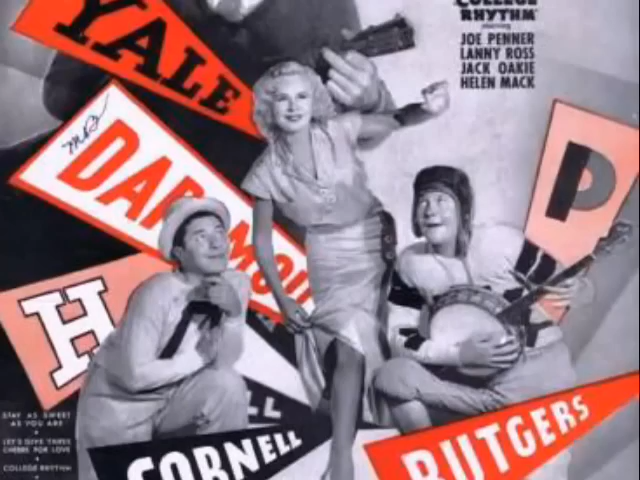 COLLEGE
RHYTHM
JOE PENNER
LANNY ROSS
JACK OAKIE
HELEN MACK
YALE
DARTMOUTH
P
H
STAY AS SWEET
AS YOU ARE
LET'S GIVE THREE
CHEERS FOR LOVE
COLLEGE RHYTHM
LL
CORNELL
RUTGERS